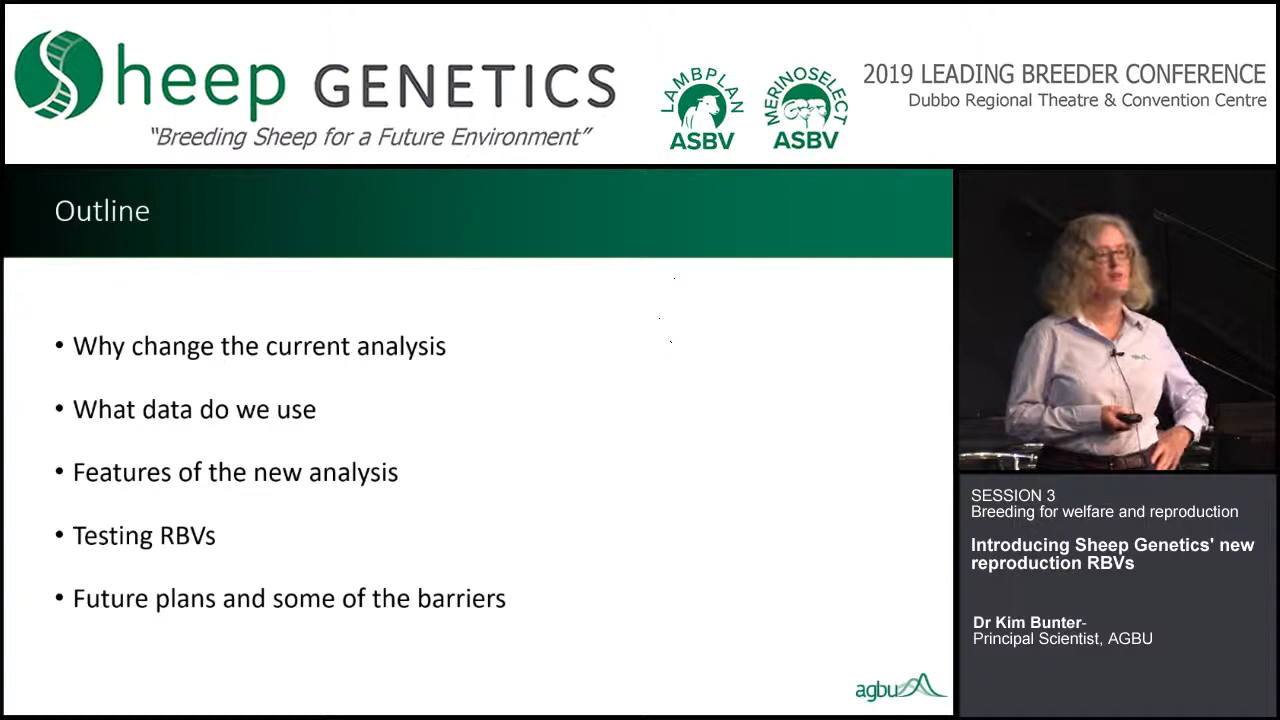 Sheep GENETICS
"Breeding Sheep for a Future Environment"
LAMBPLAN
ASBV
MERINOSELECT
ASBV
2019 LEADING BREEDER CONFERENCE
Dubbo Regional Theatre & Convention Centre
Outline
• Why change the current analysis
• What data do we use
• Features of the new analysis
• Testing RBVs
• Future plans and some of the barriers
agbu
SESSION 3
Breeding for welfare and reproduction
Introducing Sheep Genetics' new
reproduction RBVs
Dr Kim Bunter-
Principal Scientist, AGBU